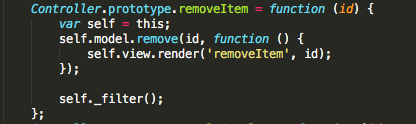 Controller.prototype.removeItem = function (id) {
    var self = this;
    self.model.remove(id, function () {
        self.view.render('removeItem', id);
    });

    self._filter();
};